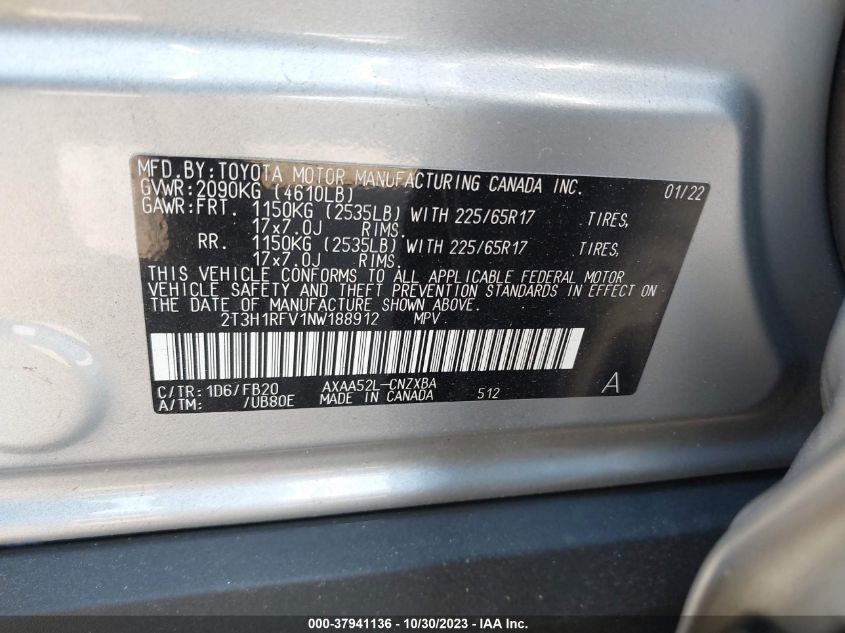 MFD.BY:TOYOTA MOTOR MANUFACTURING CANADA INC. 01/22
GVWR:2090KG (4610LB)
GAWR:FRT. 1150KG (2535LB) WITH 225/65R17 TIRES,
17x7.0J RIMS.
RR. 1150KG (2535LB) WITH 225/65R17 TIRES,
17x7.0J RIMS.
THIS VEHICLE CONFORMS TO ALL APPLICABLE FEDERAL MOTOR
VEHICLE SAFETY AND THEFT PREVENTION STANDARDS IN EFFECT ON
THE DATE OF MANUFACTURE SHOWN ABOVE.
2T3H1RFV1NW188912 MPV
C/TR:1D6/FB20 AXAA52L-CNZXBA A
A/TM: /UB80E MADE IN CANADA 512
000-37941136 - 10/30/2023 - IAA Inc.